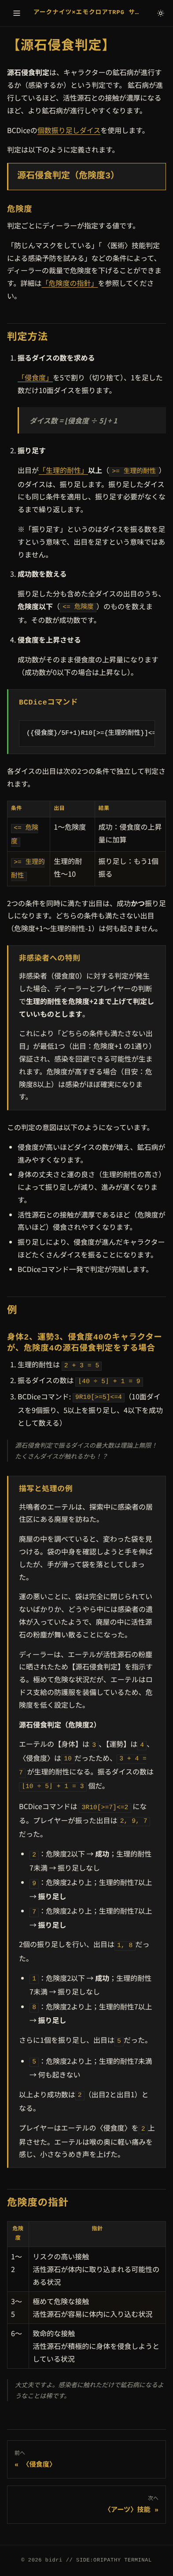 アークナイツ×エモクロアTRPG サ…
【源石侵食判定】
源石侵食判定は、キャラクターの鉱石病が進行す
るか（感染するか）という判定です。 鉱石病が進
行しているほど、活性源石との接触が濃厚になる
ほど、より鉱石病が進行しやすくなります。
BCDiceの個数振り足しダイスを使用します。
判定は以下のように定義されます。
源石侵食判定（危険度3）
危険度
判定ごとにディーラーが指定する値です。
「防じんマスクをしている」「〈医術〉技能判定
による感染予防を試みる」などの条件によって、
ディーラーの裁量で危険度を下げることができま
す。詳細は「危険度の指針」を参照してくださ
い。
判定方法
1. 振るダイスの数を求める
「侵食度」を5で割り（切り捨て）、1を足した
数だけ10面ダイスを振ります。
ダイス数＝⌊侵食度 ÷ 5⌋＋1
2. 振り足す
出目が「生理的耐性」以上（ >= 生理的耐性 ）
のダイスは、振り足します。振り足したダイス
にも同じ条件を適用し、振り足す必要がなくな
るまで繰り返します。
※「振り足す」というのはダイスを振る数を足
すという意味で、出目を足すという意味ではあ
りません。
3. 成功数を数える
振り足した分も含めた全ダイスの出目のうち、
危険度以下（ <= 危険度 ）のものを数えま
す。その数が成功数です。
4. 侵食度を上昇させる
成功数がそのまま侵食度の上昇量になります
（成功数が0以下の場合は上昇なし）。
BCDiceコマンド
({侵食度}/5F+1)R10[>={生理的耐性}]<=
各ダイスの出目は次の2つの条件で独立して判定さ
れます。
条件 出目 結果
<= 危険度 1〜危険度 成功：侵食度の上昇量に加算
>= 生理的耐性 生理的耐性〜10 振り足し：もう1個振る
2つの条件を同時に満たす出目は、成功かつ振り足
しになります。どちらの条件も満たさない出目
（危険度+1〜生理的耐性-1）は何も起きません。
非感染者への特則
非感染者（侵食度0）に対する判定が発生
した場合、ディーラーとプレイヤーの判断
で生理的耐性を危険度+2まで上げて判定し
ていいものとします。
これにより「どちらの条件も満たさない出
目」が最低1つ（出目：危険度+1 の1通り）
保証され、感染を回避できる可能性が生ま
れます。危険度が高すぎる場合（目安：危
険度8以上）は感染がほぼ確実になりま
す。
この判定の意図は以下のようになっています。
侵食度が高いほどダイスの数が増え、鉱石病が
進みやすくなります。
身体の丈夫さと運の良さ（生理的耐性の高さ）
によって振り足しが減り、進みが遅くなりま
す。
活性源石との接触が濃厚であるほど（危険度が
高いほど）侵食されやすくなります。
振り足しにより、侵食度が進んだキャラクター
ほどたくさんダイスを振ることになります。
BCDiceコマンド一発で判定が完結します。
例
身体2、運勢3、侵食度40のキャラクター
が、危険度4の源石侵食判定をする場合
1. 生理的耐性は 2 + 3 = 5
2. 振るダイスの数は ⌊40 ÷ 5⌋ + 1 = 9
3. BCDiceコマンド: 9R10[>=5]<=4 （10面ダイ
スを9個振り、5以上を振り足し、4以下を成功
として数える）
源石侵食判定で振るダイスの最大数は理論上無限！
たくさんダイスが触れるかも！？
描写と処理の例
共鳴者のエーテルは、探索中に感染者の居
住区にある廃屋を訪ねた。
廃屋の中を調べていると、変わった袋を見
つける。袋の中身を確認しようと手を伸ば
したが、手が滑って袋を落としてしまっ
た。
運の悪いことに、袋は完全に閉じられてい
ないばかりか、どうやら中には感染者の遺
体が入っていたようで、廃屋の中に活性源
石の粉塵が舞い散ることになった。
ディーラーは、エーテルが活性源石の粉塵
に晒されたため【源石侵食判定】を指示す
る。極めて危険な状況だが、エーテルはロ
ドス支給の防護服を装備しているため、危
険度を低く設定した。
源石侵食判定（危険度2）
エーテルの【身体】は 3 、【運勢】は 4 、
〈侵食度〉は 10 だったため、 3 + 4 =
7 が生理的耐性になる。振るダイスの数は
⌊10 ÷ 5⌋ + 1 = 3 個だ。
BCDiceコマンドは 3R10[>=7]<=2 にな
る。プレイヤーが振った出目は 2, 9, 7
だった。
2 ：危険度2以下 → 成功；生理的耐性
7未満 → 振り足しなし
9 ：危険度2より上；生理的耐性7以上
→ 振り足し
7 ：危険度2より上；生理的耐性7以上
→ 振り足し
2個の振り足しを行い、出目は 1, 8 だっ
た。
1 ：危険度2以下 → 成功；生理的耐性
7未満 → 振り足しなし
8 ：危険度2より上；生理的耐性7以上
→ 振り足し
さらに1個を振り足し、出目は 5 だった。
5 ：危険度2より上；生理的耐性7未満
→ 何も起きない
以上より成功数は 2 （出目2と出目1）と
なる。
プレイヤーはエーテルの〈侵食度〉を 2 上
昇させた。エーテルは喉の奥に軽い痛みを
感じ、小さなうめき声を上げた。
危険度の指針
危険度 指針
1〜2 リスクの高い接触
活性源石が体内に取り込まれる可能性の
ある状況
3〜5 極めて危険な接触
活性源石が容易に体内に入り込む状況
6〜 致命的な接触
活性源石が積極的に身体を侵食しようと
している状況
大丈夫ですよ。感染者に触れただけで鉱石病になるよ
うなことは稀です。
前へ
« 〈侵食度〉
次へ
〈アーツ〉技能 »
© 2026 bidri // SIDE:ORIPATHY TERMINAL